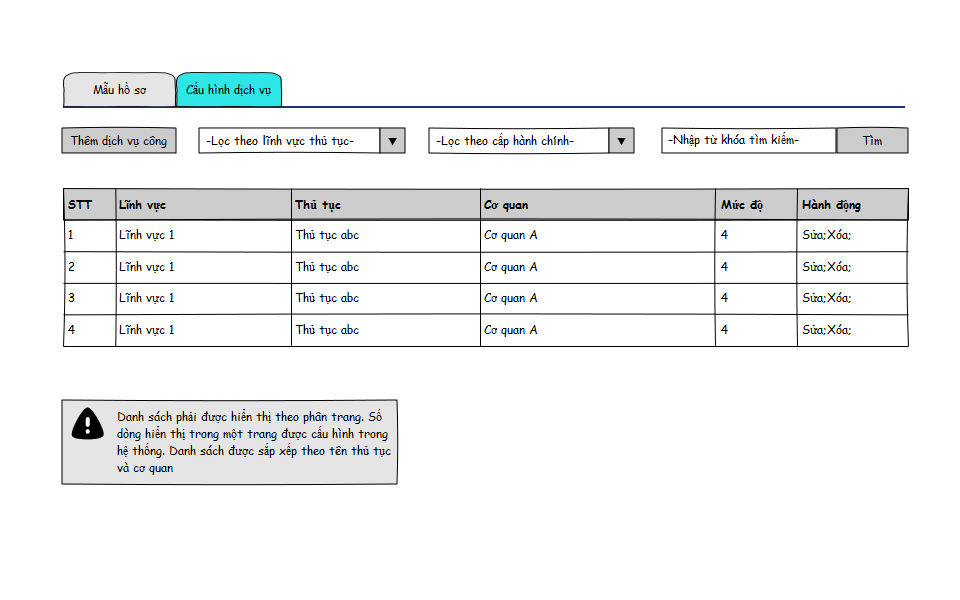 Mẫu hồ sơ Cấu hình dịch vụ
Thêm dịch vụ công -Lọc theo lĩnh vực thủ tục- -Lọc theo cấp hành chính- -Nhập từ khóa tìm kiếm- Tìm
STT Lĩnh vực Thủ tục Cơ quan Mức độ Hành động
1 Lĩnh vực 1 Thủ tục abc Cơ quan A 4 Sửa;Xóa;
2 Lĩnh vực 1 Thủ tục abc Cơ quan A 4 Sửa;Xóa;
3 Lĩnh vực 1 Thủ tục abc Cơ quan A 4 Sửa;Xóa;
4 Lĩnh vực 1 Thủ tục abc Cơ quan A 4 Sửa;Xóa;
Danh sách phải được hiển thị theo phân trang. Số
dòng hiển thị trong một trang được cấu hình trong
hệ thống. Danh sách được sắp xếp theo tên thủ tục
và cơ quan